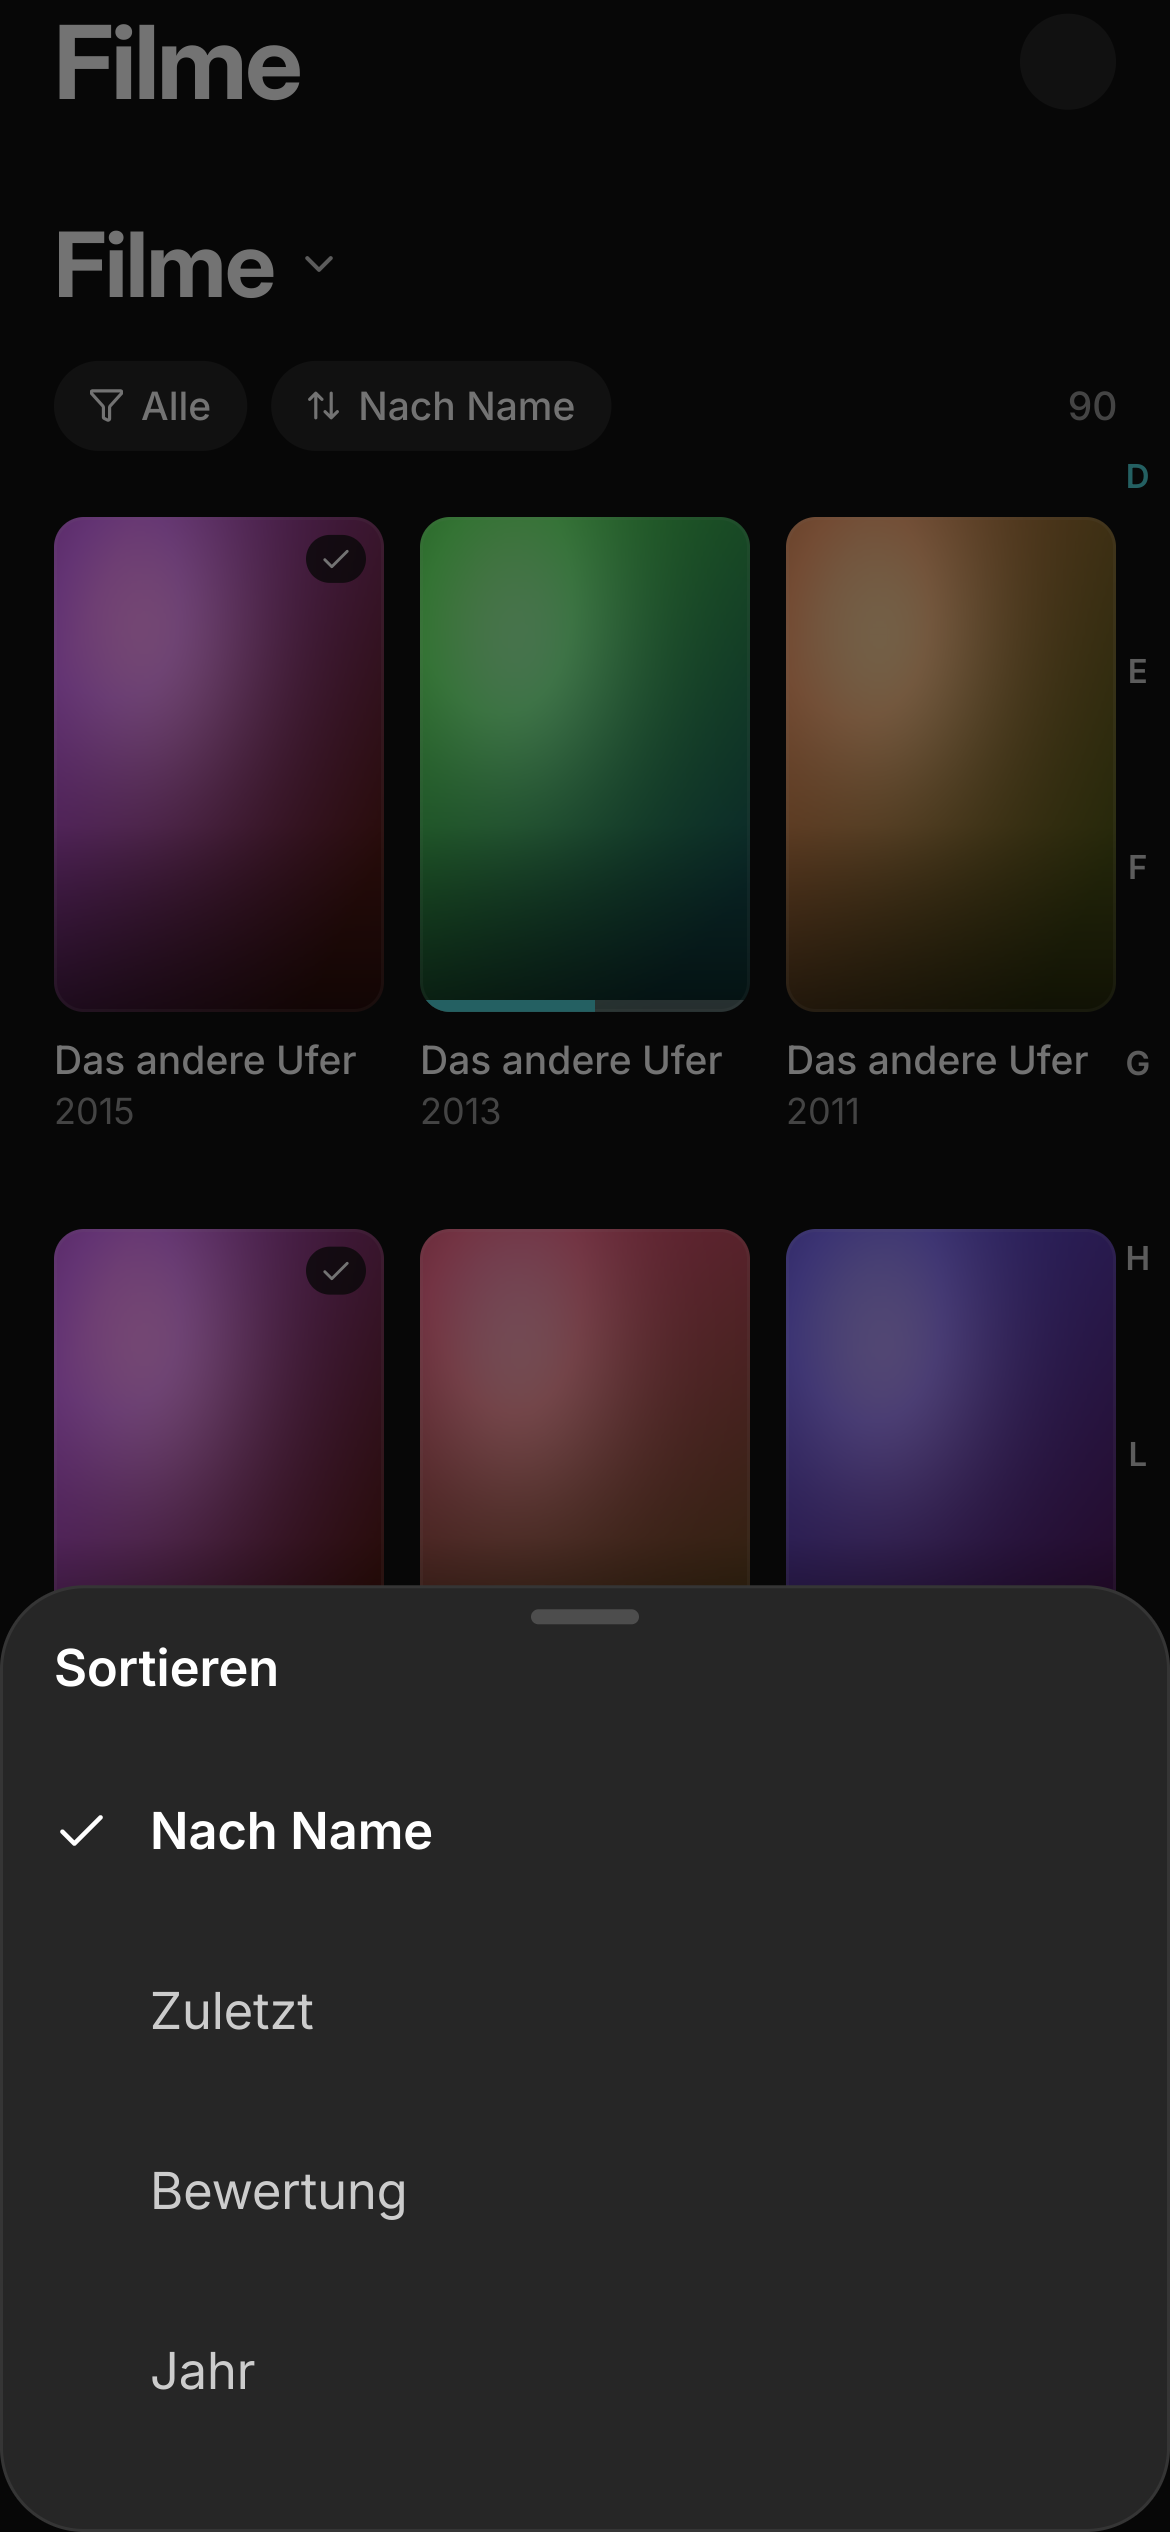 Filme
Filme
Alle
Nach Name
90
D
E
F
Das andere Ufer
Das andere Ufer
Das andere Ufer
G
2015
2013
2011
H
L
Sortieren
Nach Name
Zuletzt
Bewertung
Jahr